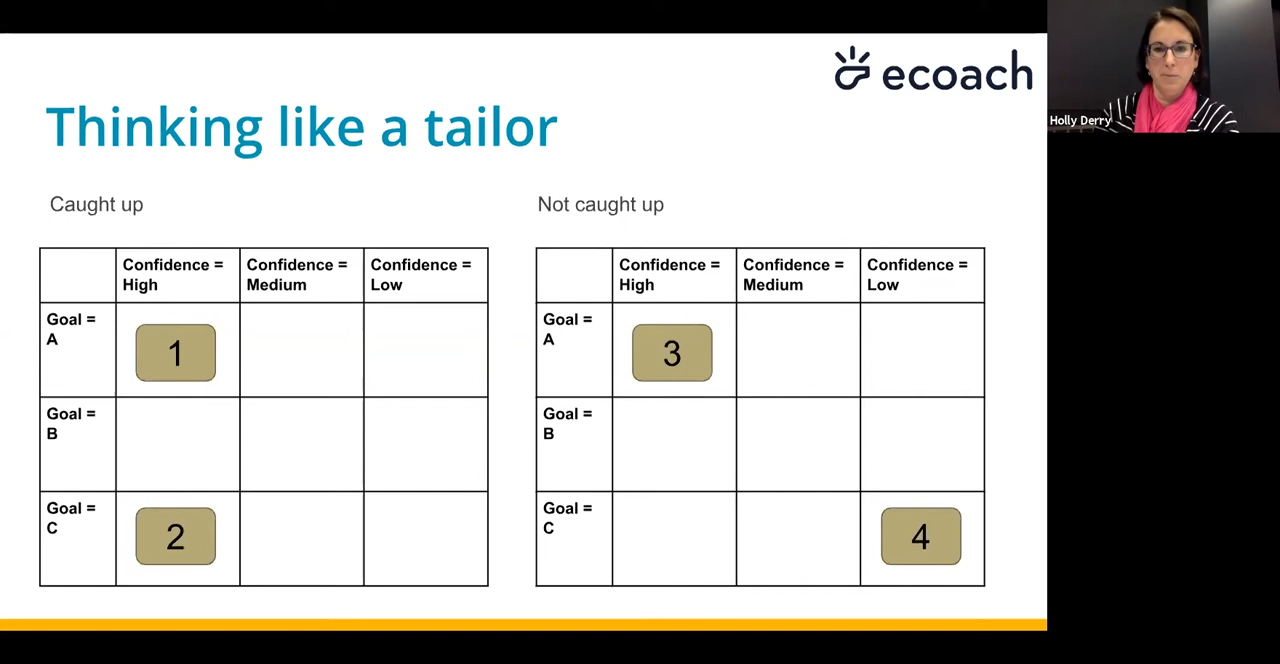 ecoach
Thinking like a tailor
Caught up
Confidence =
High
Confidence =
Medium
Confidence =
Low
Goal =
A
1
Goal =
B
Goal =
C
2
Not caught up
Confidence =
High
Confidence =
Medium
Confidence =
Low
Goal =
A
3
Goal =
B
Goal =
C
4
Holly Derry